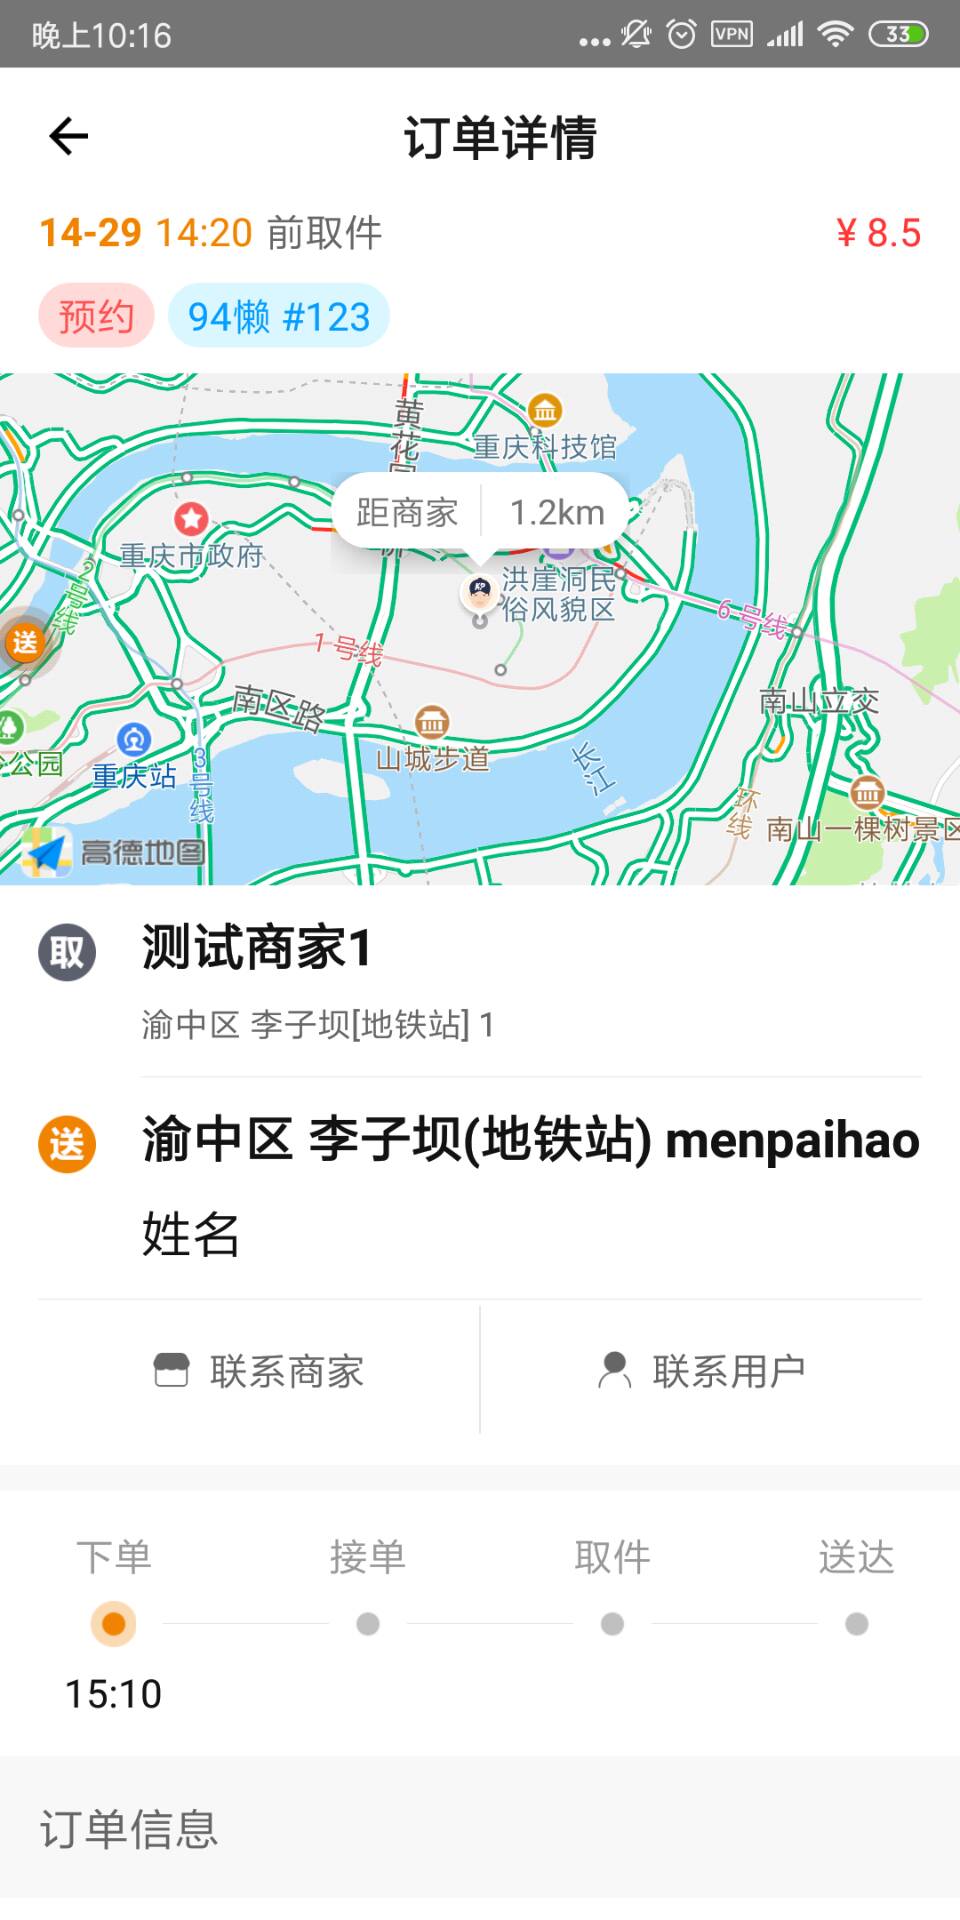 晚上10:16
VPN
33
订单详情
14-29 14:20 前取件
¥ 8.5
预约
94懒 #123
黄花园
重庆科技馆
距商家
1.2km
重庆市政府
2号线
洪崖洞民
俗风貌区
KP
6号线
送
1号线
南区路
南山立交
山城步道
长江
公园
重庆站
3号线
环线
南山一棵树景区
高德地图
取
测试商家1
渝中区 李子坝[地铁站] 1
送
渝中区 李子坝(地铁站) menpaihao
姓名
联系商家
联系用户
下单
接单
取件
送达
15:10
订单信息